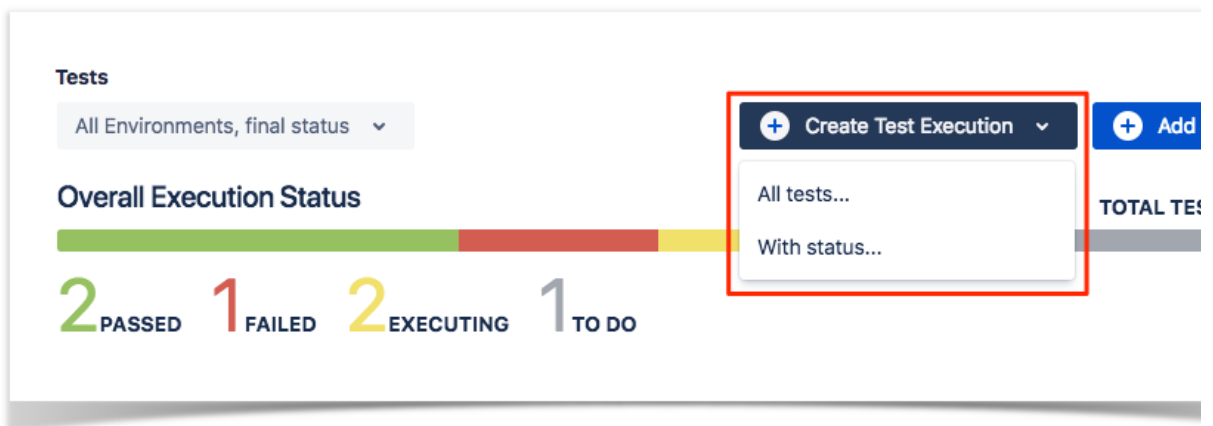 Tests
All Environments, final status
Create Test Execution
Add
Overall Execution Status
All tests...
TOTAL TES
With status...
2 PASSED 1 FAILED 2 EXECUTING 1 TO DO